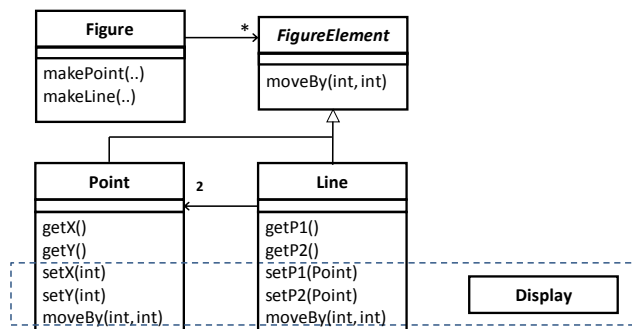 Figure
makePoint(..)
makeLine(..)
*
FigureElement
moveBy(int, int)
Point
getX()
getY()
setX(int)
setY(int)
moveBy(int, int)
2
Line
getP1()
getP2()
setP1(Point)
setP2(Point)
moveBy(int, int)
Display